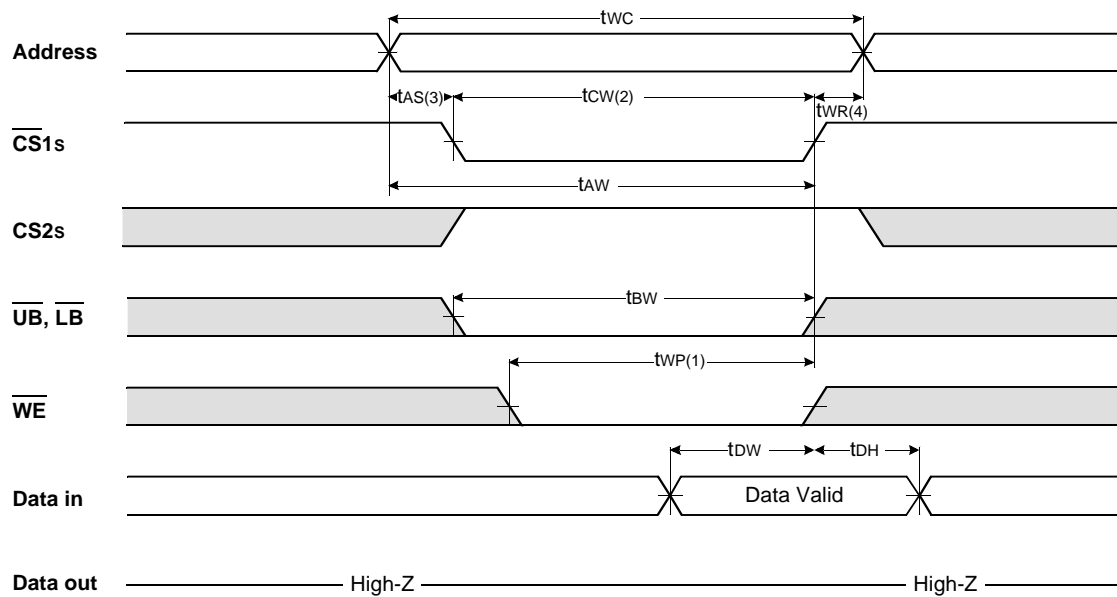 tWC
Address
tAS(3) tCW(2)
tWR(4)
CS1s
tAW
CS2s
tBW
UB, LB
tWP(1)
WE
tDW tDH
Data in Data Valid
Data out High-Z High-Z